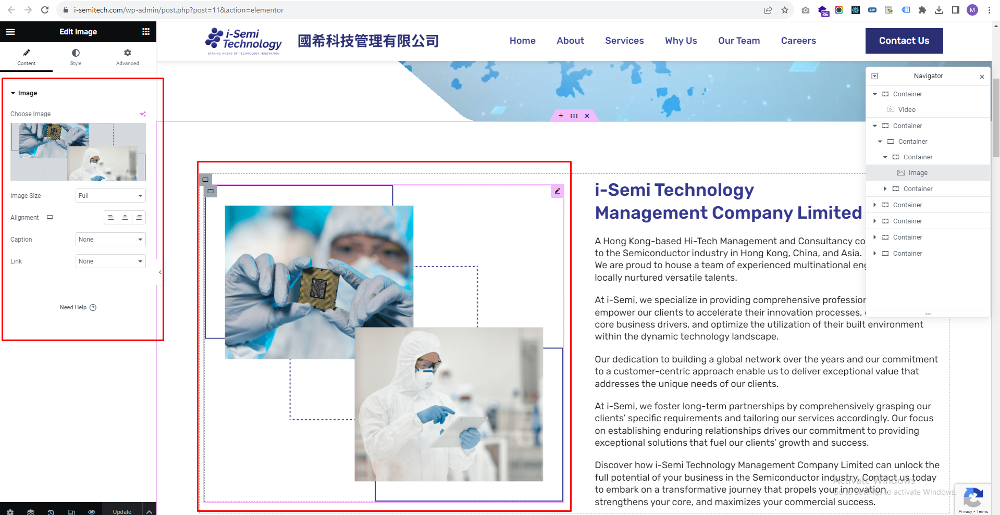 i-semitech.com/wp-admin/post.php?post=11&action=elementor
36
ZIP
M
Edit Image
Content
Style
Advanced
Image
Choose Image
Image Size
Full
Alignment
Caption
None
Link
None
Need Help ?
Update
i-Semi
Technology
STAYING AHEAD OF TECHNOLOGY INNOVATION
國希科技管理有限公司
Home
About
Services
Why Us
Our Team
Careers
Contact Us
i-Semi Technology
Management Company Limited
A Hong Kong-based Hi-Tech Management and Consultancy co
to the Semiconductor industry in Hong Kong, China, and Asia.
We are proud to house a team of experienced multinational eng
locally nurtured versatile talents.
At i-Semi, we specialize in providing comprehensive profession
empower our clients to accelerate their innovation processes,
core business drivers, and optimize the utilization of their built environment
within the dynamic technology landscape.
Our dedication to building a global network over the years and our commitment
to a customer-centric approach enable us to deliver exceptional value that
addresses the unique needs of our clients.
At i-Semi, we foster long-term partnerships by comprehensively grasping our
clients’ specific requirements and tailoring our services accordingly. Our focus
on establishing enduring relationships drives our commitment to providing
exceptional solutions that fuel our clients’ growth and success.
Discover how i-Semi Technology Management Company Limited can unlock the
full potential of your business in the Semiconductor industry. Contact us today
to embark on a transformative journey that propels your innovation,
strengthens your core, and maximizes your commercial success.
Navigator
Container
Video
Container
Container
Container
Image
Container
Container
Container
Container
Container
Activate Windows
Go to Settings to activate Windows.
Privacy - Terms